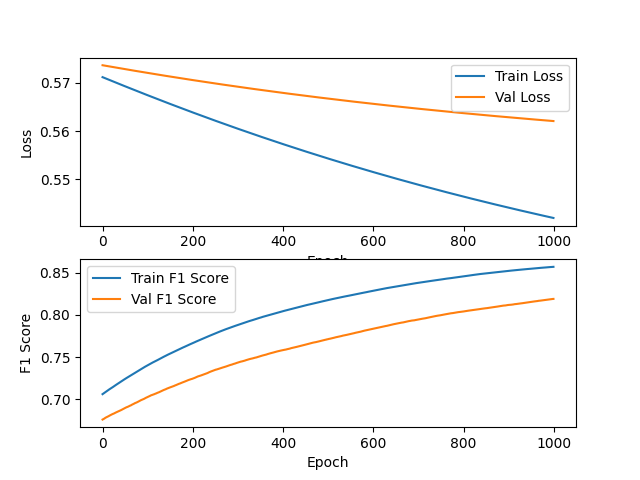 0.57
0.56
0.55
Loss
Train Loss
Val Loss
0 200 400 600 800 1000
Epoch
0.85
0.80
0.75
0.70
F1 Score
Train F1 Score
Val F1 Score
0 200 400 600 800 1000
Epoch